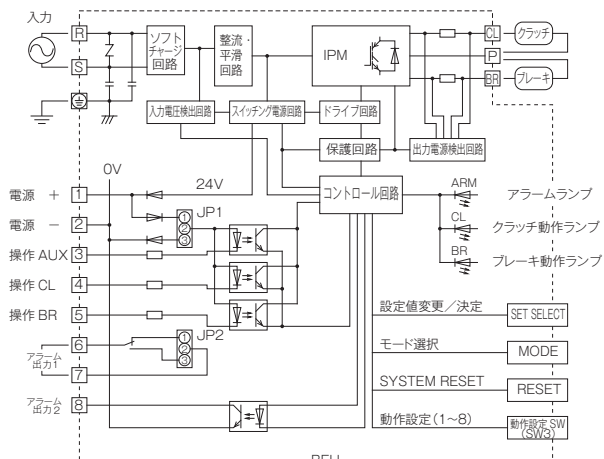 入力
R
S
ソフト
チャージ
回路
整流・
平滑
回路
IPM
CL
P
BR
クラッチ
ブレーキ
入力電圧検出回路
スイッチング電源回路
ドライブ回路
保護回路
出力電源検出回路
0V
24V
コントロール回路
電源 +
1
電源 −
2
操作 AUX
3
操作 CL
4
操作 BR
5
アラーム
出力1
6
7
アラーム
出力2
8
JP1
①
②
③
JP2
①
②
③
ARM
アラームランプ
CL
クラッチ動作ランプ
BR
ブレーキ動作ランプ
設定値変更/決定
SET SELECT
モード選択
MODE
SYSTEM RESET
RESET
動作設定(1~8)
動作設定 SW
(SW3)